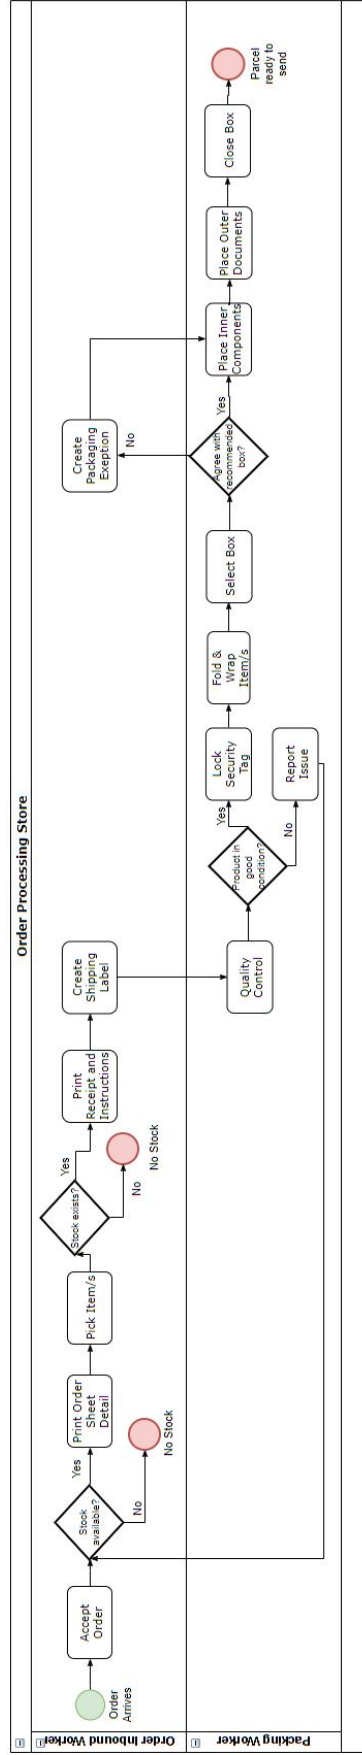 Order Processing Store
Order Inbound Worker
Order
Arrives
Accept
Order
Stock
available?
Yes
No
No Stock
Print Order
Sheet
Detail
Pick Item/s
Stock exists?
Yes
No
No Stock
Print
Receipt and
Instructions
Create
Shipping
Label
Create
Packaging
Exeption
No
Packing Worker
Quality
Control
Product in
good
condition?
Yes
No
Lock
Security
Tag
Report
Issue
Fold &
Wrap
Item/s
Select Box
Agree with
recommended
box?
Yes
Place Inner
Components
Place Outer
Documents
Close Box
Parcel
ready to
send